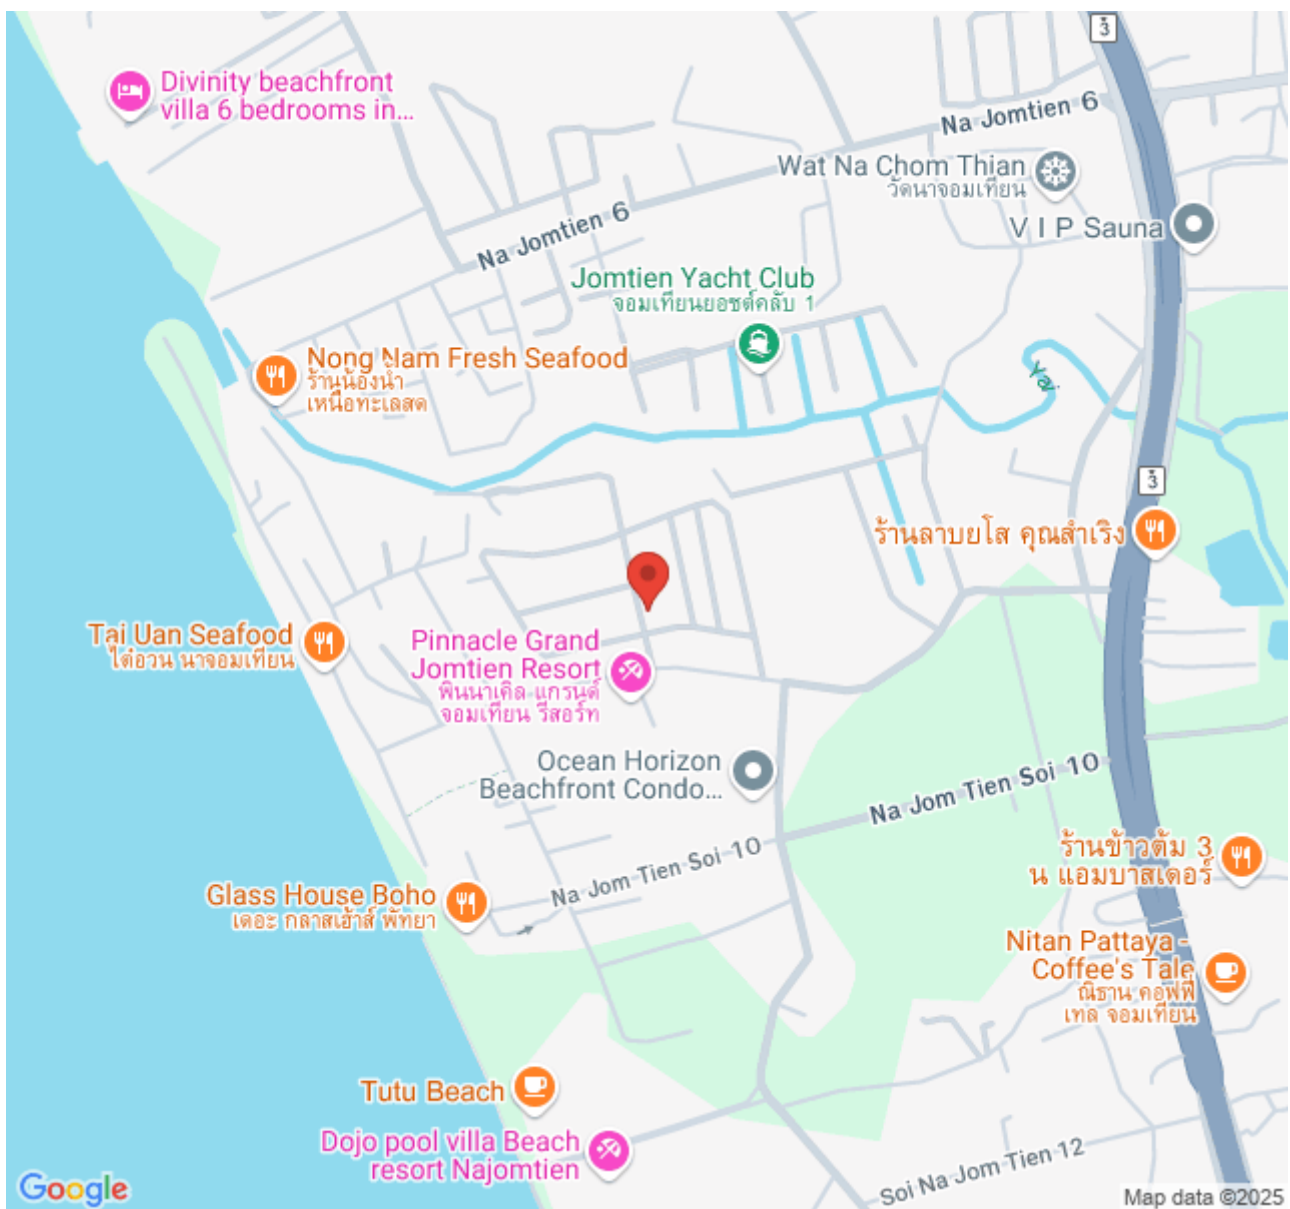 3
Divinity beachfront
villa 6 bedrooms in...
Na Jomtien 6
Wat Na Chom Thian
วัดนาจอมเทียน
Na Jomtien 6
V I P Sauna
Jomtien Yacht Club
จอมเทียนยอชต์คลับ 1
Nong Nam Fresh Seafood
ร้านน้องน้ำ
เหนือทะเลสด
Yai
3
ร้านลาบยโส คุณสำเริง
Tai Uan Seafood
ไต๋อ้วน นาจอมเทียน
Pinnacle Grand
Jomtien Resort
พินนาเคิล แกรนด์
จอมเทียน รีสอร์ท
Ocean Horizon
Beachfront Condo...
Na Jom Tien Soi 10
Na Jom Tien Soi 10
ร้านข้าวต้ม 3
น แอมบาสเดอร์
Glass House Boho
เดอะ กลาสเฮ้าส์ พัทยา
Nitan Pattaya -
Coffee's Tale
ณิธาน คอฟฟี่
เทล จอมเทียน
Tutu Beach
Dojo pool villa Beach
resort Najomtien
Soi Na Jom Tien 12
Google
Map data ©2025